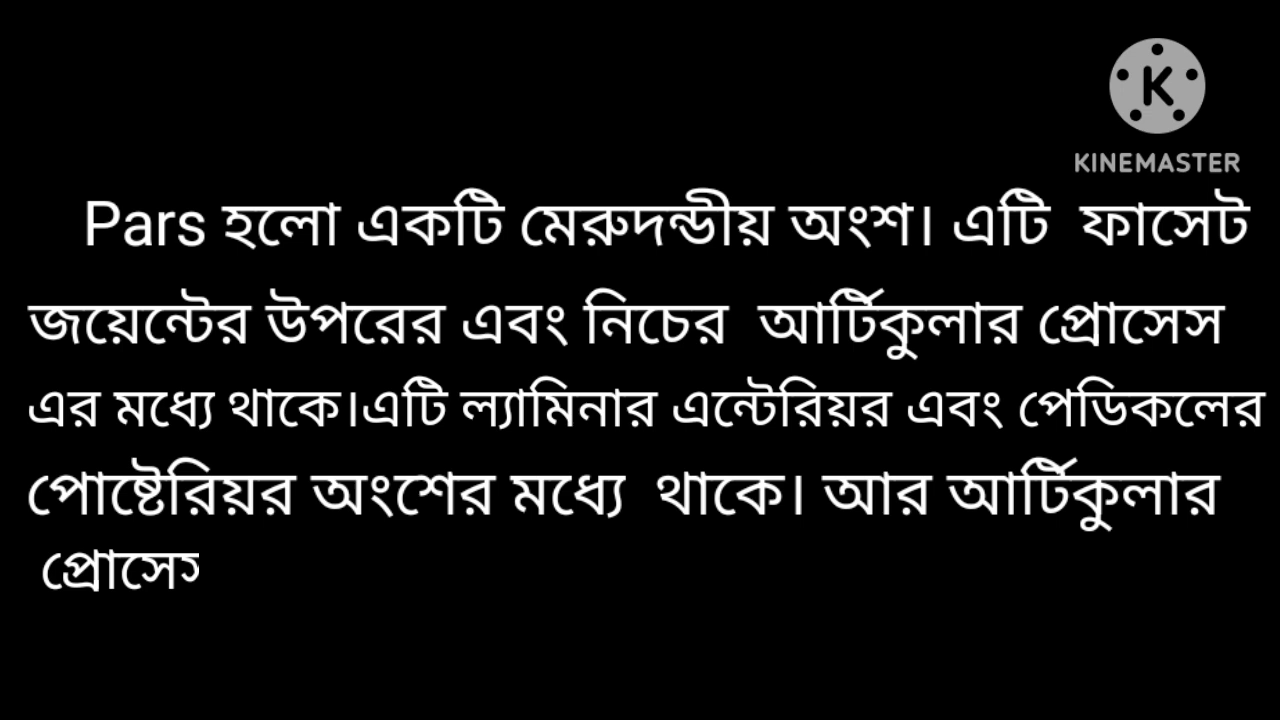 KINEMASTER
Pars হলো একটি মেরুদন্ডীয় অংশ। এটি ফাসেট
জয়েন্টের উপরের এবং নিচের আর্টিকুলার প্রোসেস
এর মধ্যে থাকে।এটি ল্যামিনার এন্টেরিয়র এবং পেডিকলের
পোষ্টেরিয়র অংশের মধ্যে থাকে। আর আর্টিকুলার